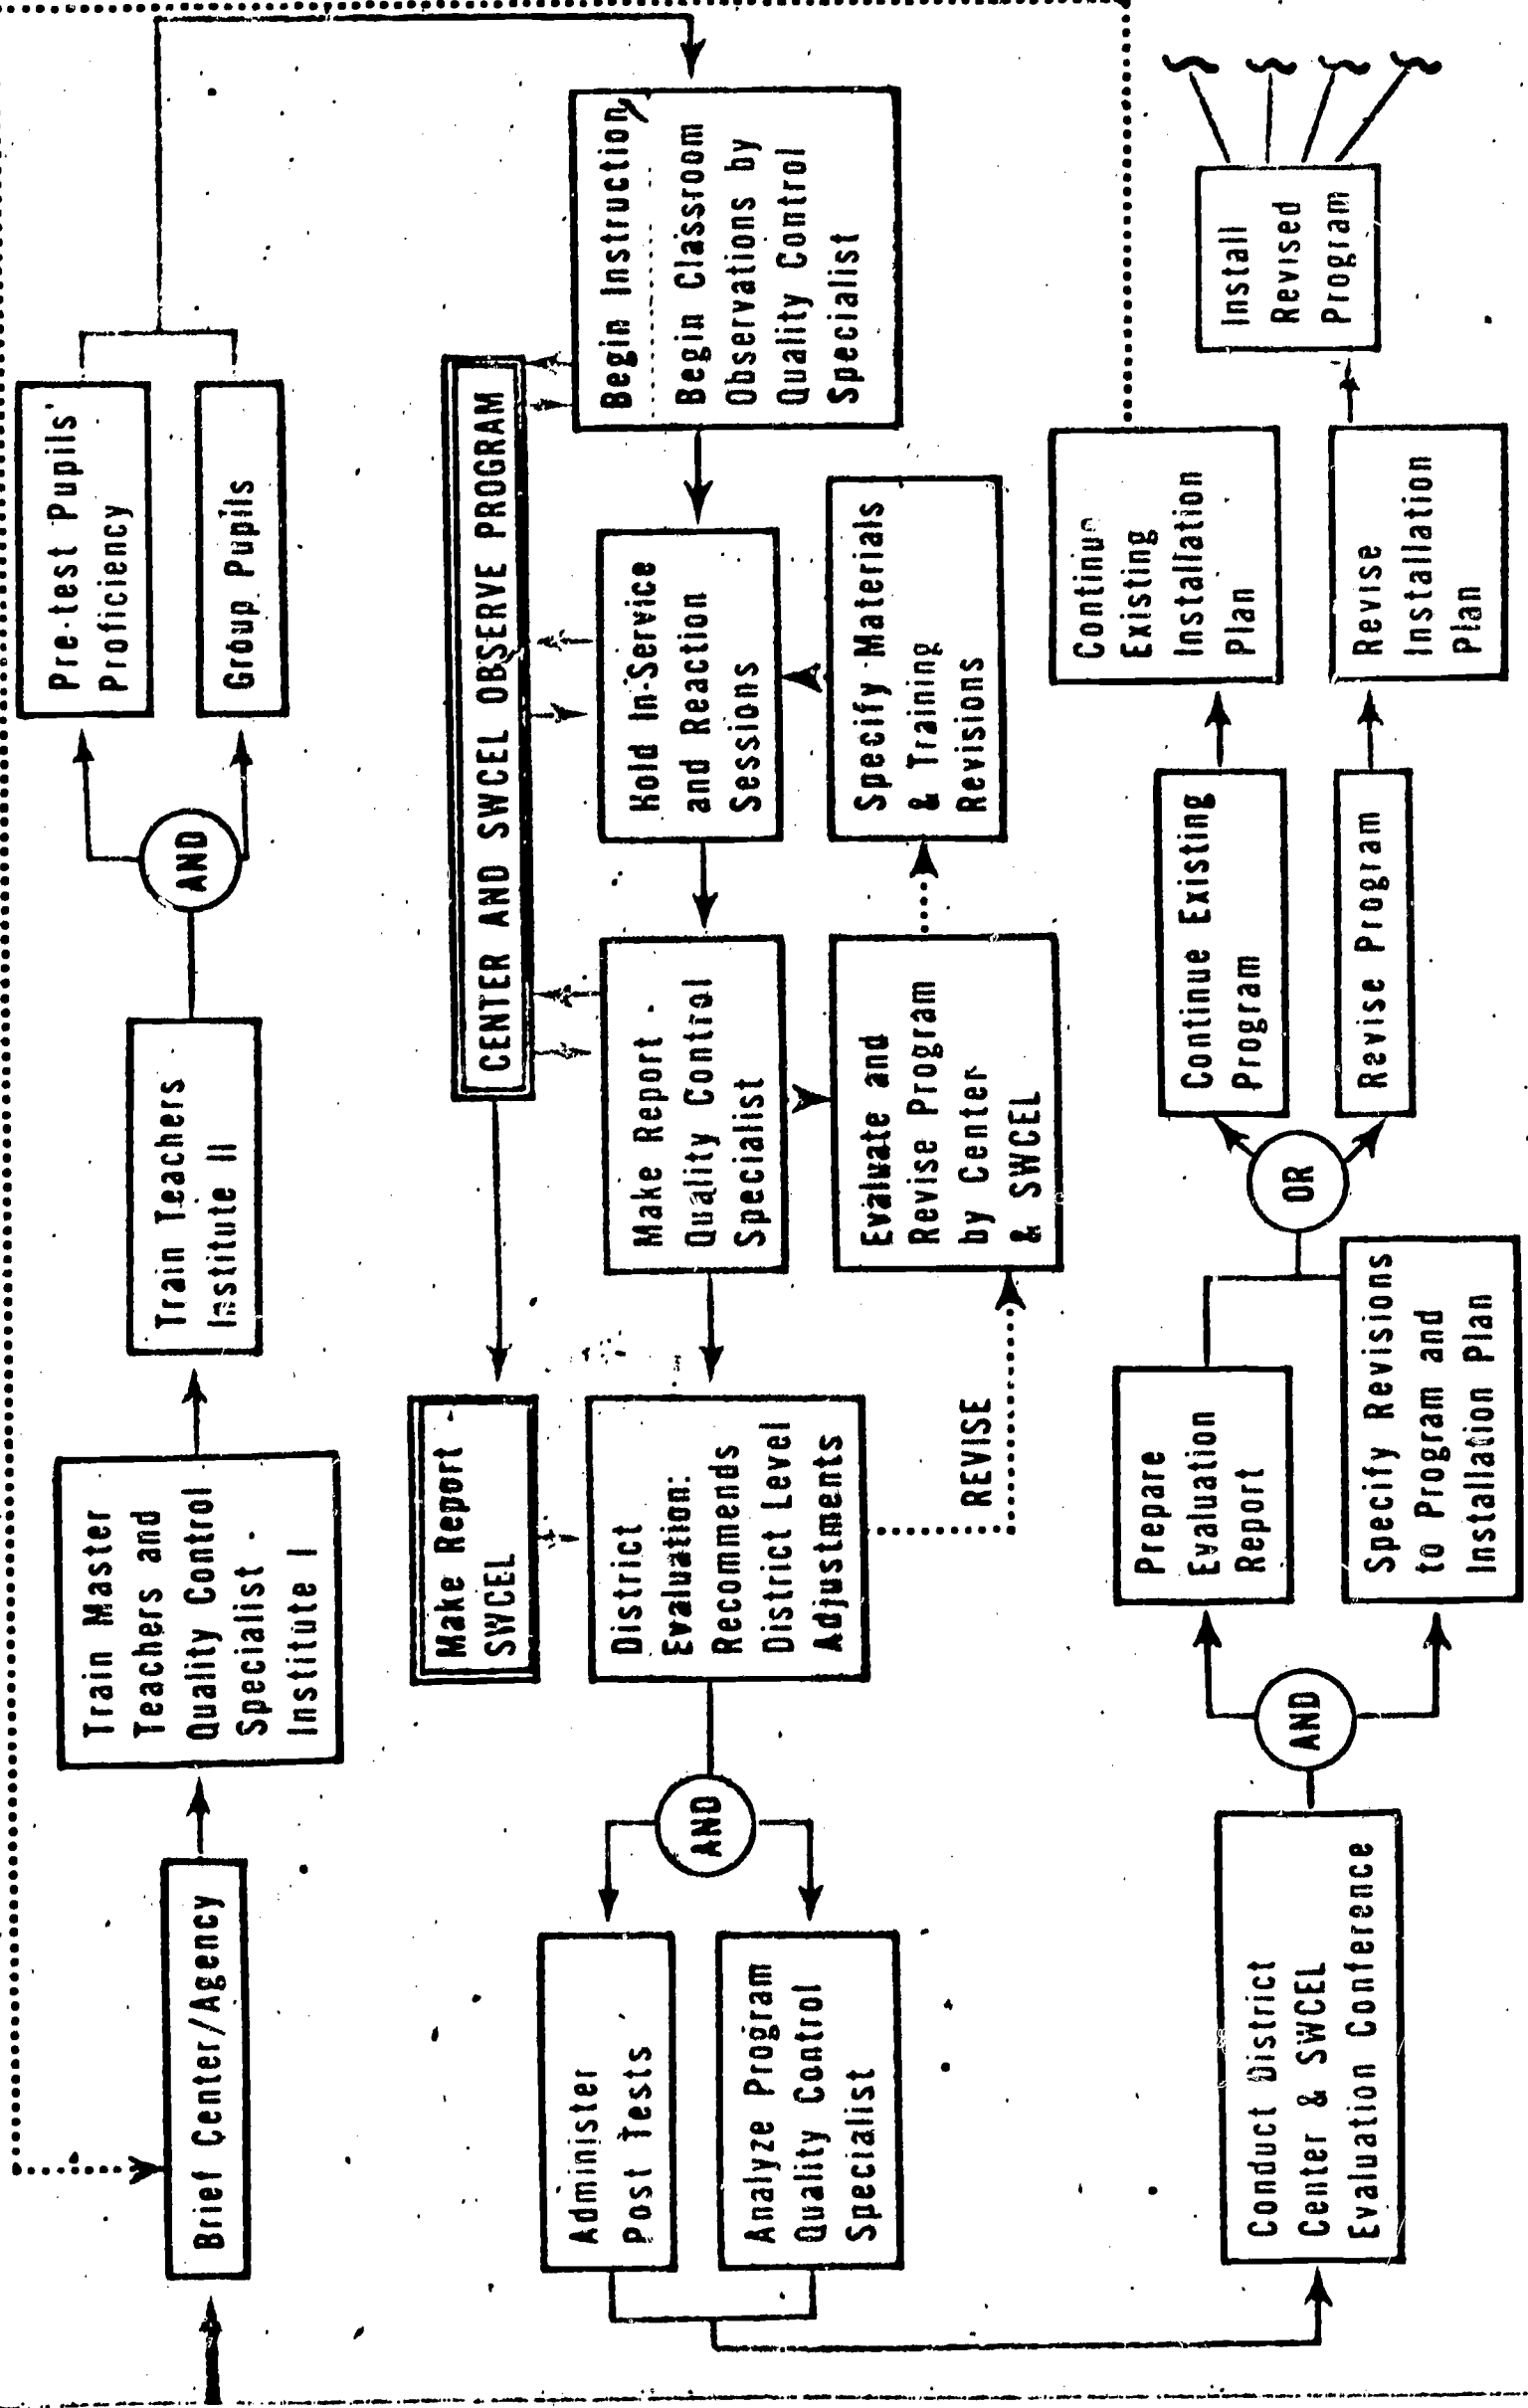 Brief Center/Agency
Train Master
Teachers and
Quality Control
Specialist -
Institute I
Train Teachers
Institute II
AND
Pre-test Pupils'
Proficiency
Group Pupils
CENTER AND SWCEL OBSERVE PROGRAM
Begin Instruction
Begin Classroom
Observations by
Quality Control
Specialist
Hold In-Service
and Reaction
Sessions
Specify Materials
& Training
Revisions
Make Report -
Quality Control
Specialist
Evaluate and
Revise Program
by Center
& SWCEL
Make Report -
SWCEL
District
Evaluation:
Recommends
District Level
Adjustments
REVISE
AND
Administer
Post Tests
Analyze Program
Quality Control
Specialist
Conduct District
Center & SWCEL
Evaluation Conference
AND
Prepare
Evaluation
Report
Specify Revisions
to Program and
Installation Plan
OR
Continue Existing
Program
Revise Program
Continue
Existing
Installation
Plan
Revise
Installation
Plan
Install
Revised
Program